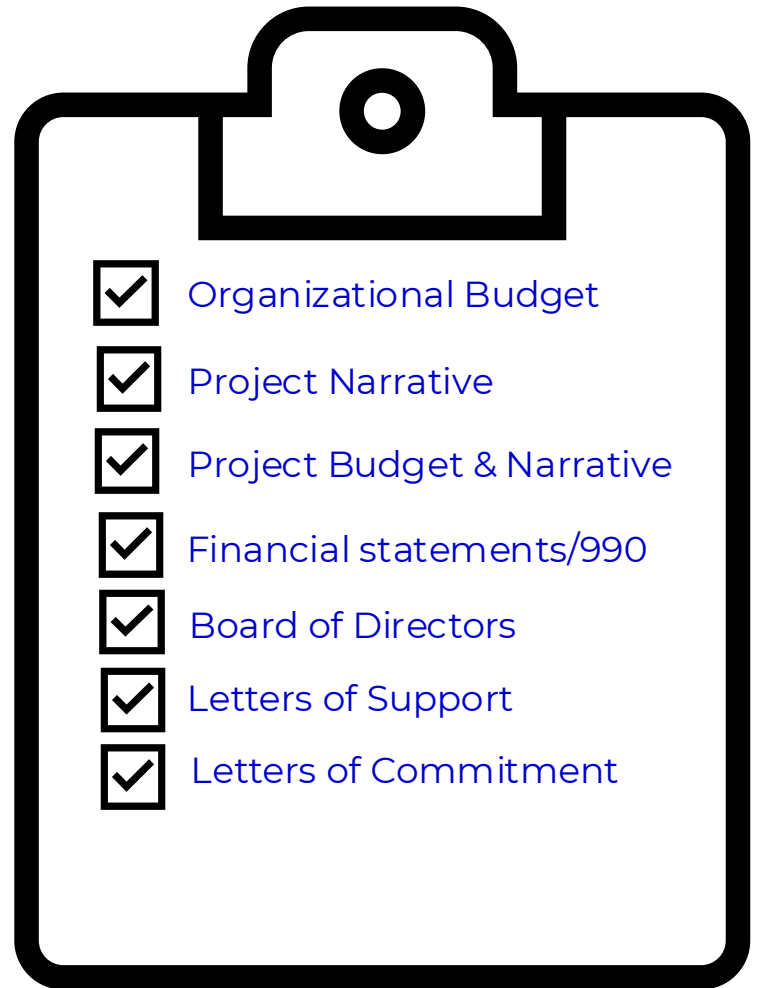 Organizational Budget
Project Narrative
Project Budget & Narrative
Financial statements/990
Board of Directors
Letters of Support
Letters of Commitment